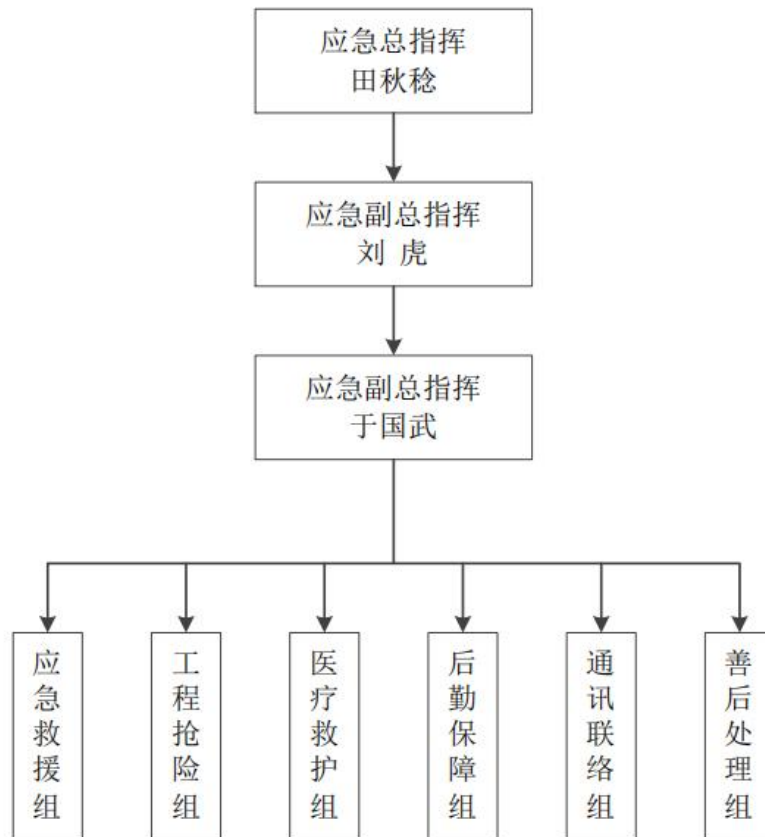 应急总指挥
田秋稔
应急副总指挥
刘 虎
应急副总指挥
于国武
应急救援组
工程抢险组
医疗救护组
后勤保障组
通讯联络组
善后处理组